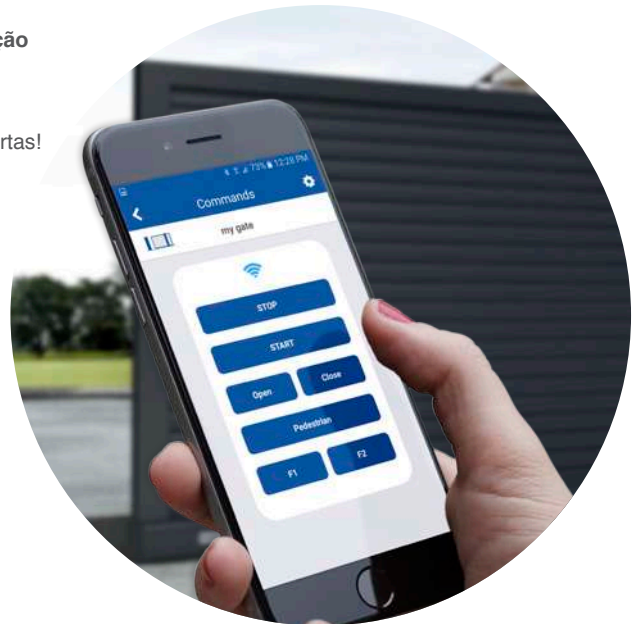 ção
rtas!
73% 12:28 PM
Commands
my gate
STOP
START
Open Close
Pedestrian
F1 F2